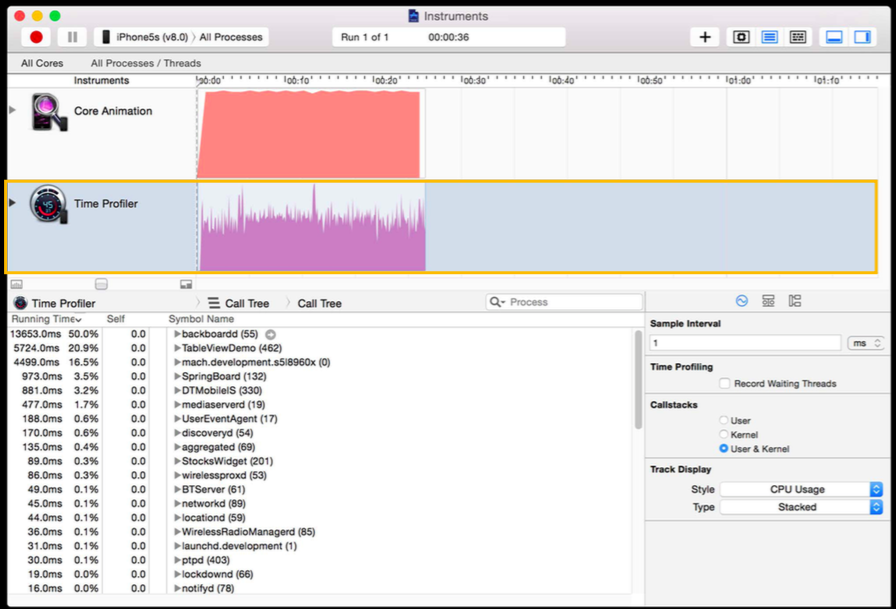 Instruments
iPhone5s (v8.0) 〉 All Processes
Run 1 of 1 00:00:36
All Cores All Processes / Threads
Instruments 00:00 00:10 00:20 00:30 00:40 00:50 01:00 01:10
Core Animation
Time Profiler
Time Profiler 〉 Call Tree 〉 Call Tree Process
Running Time Self Symbol Name
13653.0ms 50.0% 0.0 backboardd (55)
5724.0ms 20.9% 0.0 TableViewDemo (462)
4499.0ms 16.5% 0.0 mach.development.s5l8960x (0)
973.0ms 3.5% 0.0 SpringBoard (132)
881.0ms 3.2% 0.0 DTMobileIS (330)
477.0ms 1.7% 0.0 mediaserverd (19)
188.0ms 0.6% 0.0 UserEventAgent (17)
170.0ms 0.6% 0.0 discoveryd (54)
135.0ms 0.4% 0.0 aggregated (69)
89.0ms 0.3% 0.0 StocksWidget (201)
86.0ms 0.3% 0.0 wirelessproxd (53)
49.0ms 0.1% 0.0 BTServer (61)
45.0ms 0.1% 0.0 networkd (89)
44.0ms 0.1% 0.0 locationd (59)
36.0ms 0.1% 0.0 WirelessRadioManagerd (85)
31.0ms 0.1% 0.0 launchd.development (1)
30.0ms 0.1% 0.0 ptpd (403)
19.0ms 0.0% 0.0 lockdownd (66)
16.0ms 0.0% 0.0 notifyd (78)
Sample Interval
1 ms
Time Profiling
Record Waiting Threads
Callstacks
User
Kernel
User & Kernel
Track Display
Style CPU Usage
Type Stacked